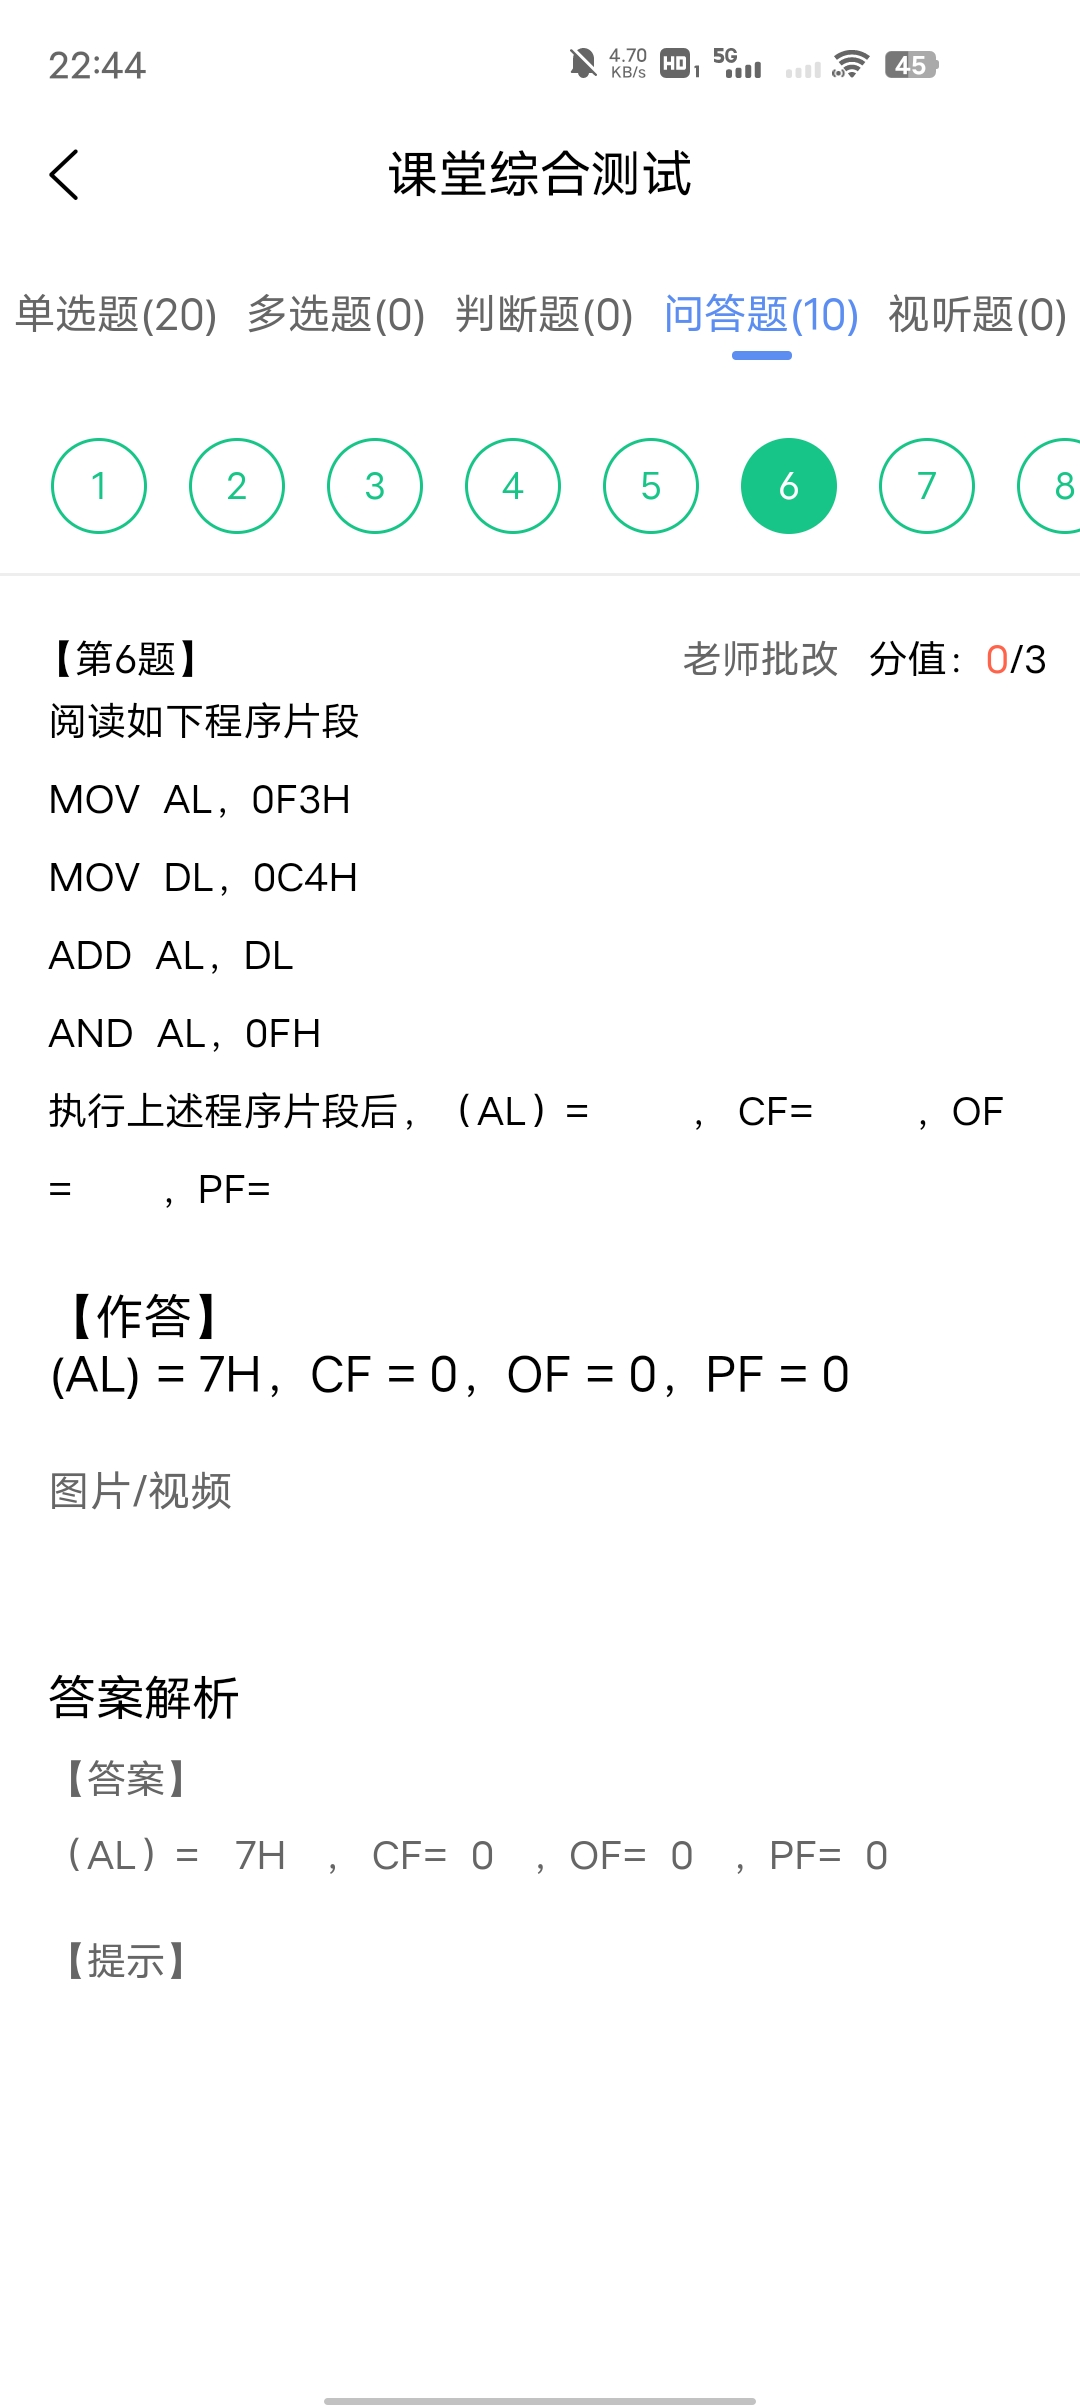 22:44 4.70 KB/s HD 1 5G 45
课堂综合测试
单选题(20) 多选题(0) 判断题(0) 问答题(10) 视听题(0)
1 2 3 4 5 6 7 8
【第6题】 老师批改 分值：0/3
阅读如下程序片段
MOV AL，0F3H
MOV DL，0C4H
ADD AL，DL
AND AL，0FH
执行上述程序片段后，（AL）= ， CF= ，OF
= ，PF=
【作答】
(AL) = 7H，CF = 0，OF = 0，PF = 0
图片/视频
答案解析
【答案】
（AL）= 7H ， CF= 0 ，OF= 0 ，PF= 0
【提示】